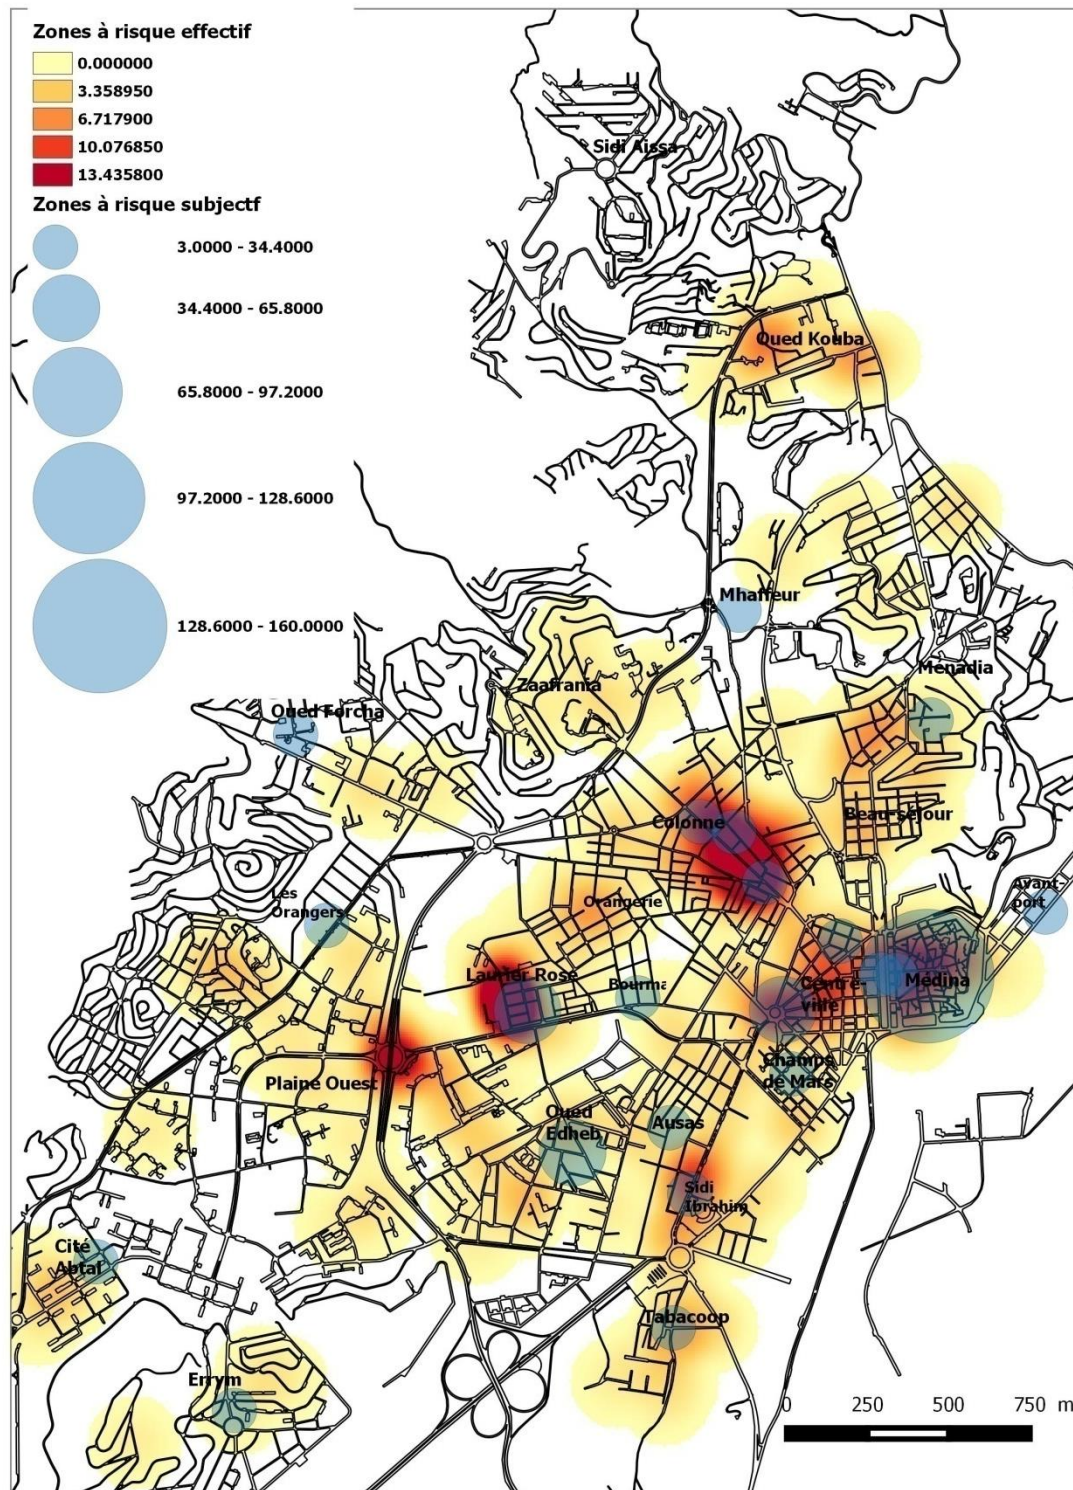 Zones à risque effectif
0.000000
3.358950
6.717900
10.076850
13.435800
Zones à risque subjectf
3.0000 - 34.4000
34.4000 - 65.8000
65.8000 - 97.2000
97.2000 - 128.6000
128.6000 - 160.0000
Sidi Aissa
Oued Kouba
Mhaffeur
Menadia
Zaafrania
Oued Forcha
Colonne
Beau-séjour
Les
Orangers
Orangerie
Avant-
port
Laurier Rose
Bourma
Centre-
ville
Médina
Plaine Ouest
Champs
de Mars
Oued
Edheb
Ausas
Sidi
Ibrahim
Cité
Abtal
Tabacoop
Errym
0 250 500 750 m